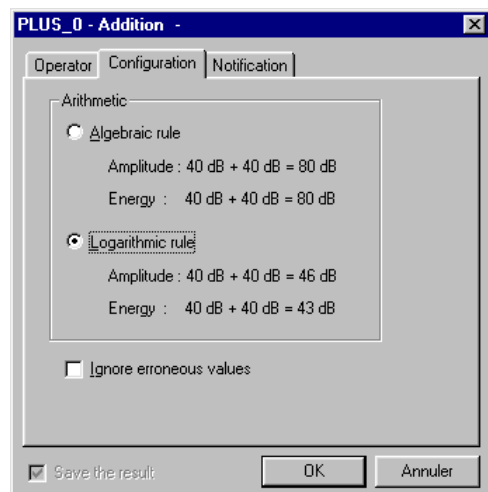 PLUS_0 - Addition -
Operator Configuration Notification
Arithmetic
Algebraic rule
Amplitude : 40 dB + 40 dB = 80 dB
Energy : 40 dB + 40 dB = 80 dB
Logarithmic rule
Amplitude : 40 dB + 40 dB = 46 dB
Energy : 40 dB + 40 dB = 43 dB
Ignore erroneous values
Save the result OK Annuler